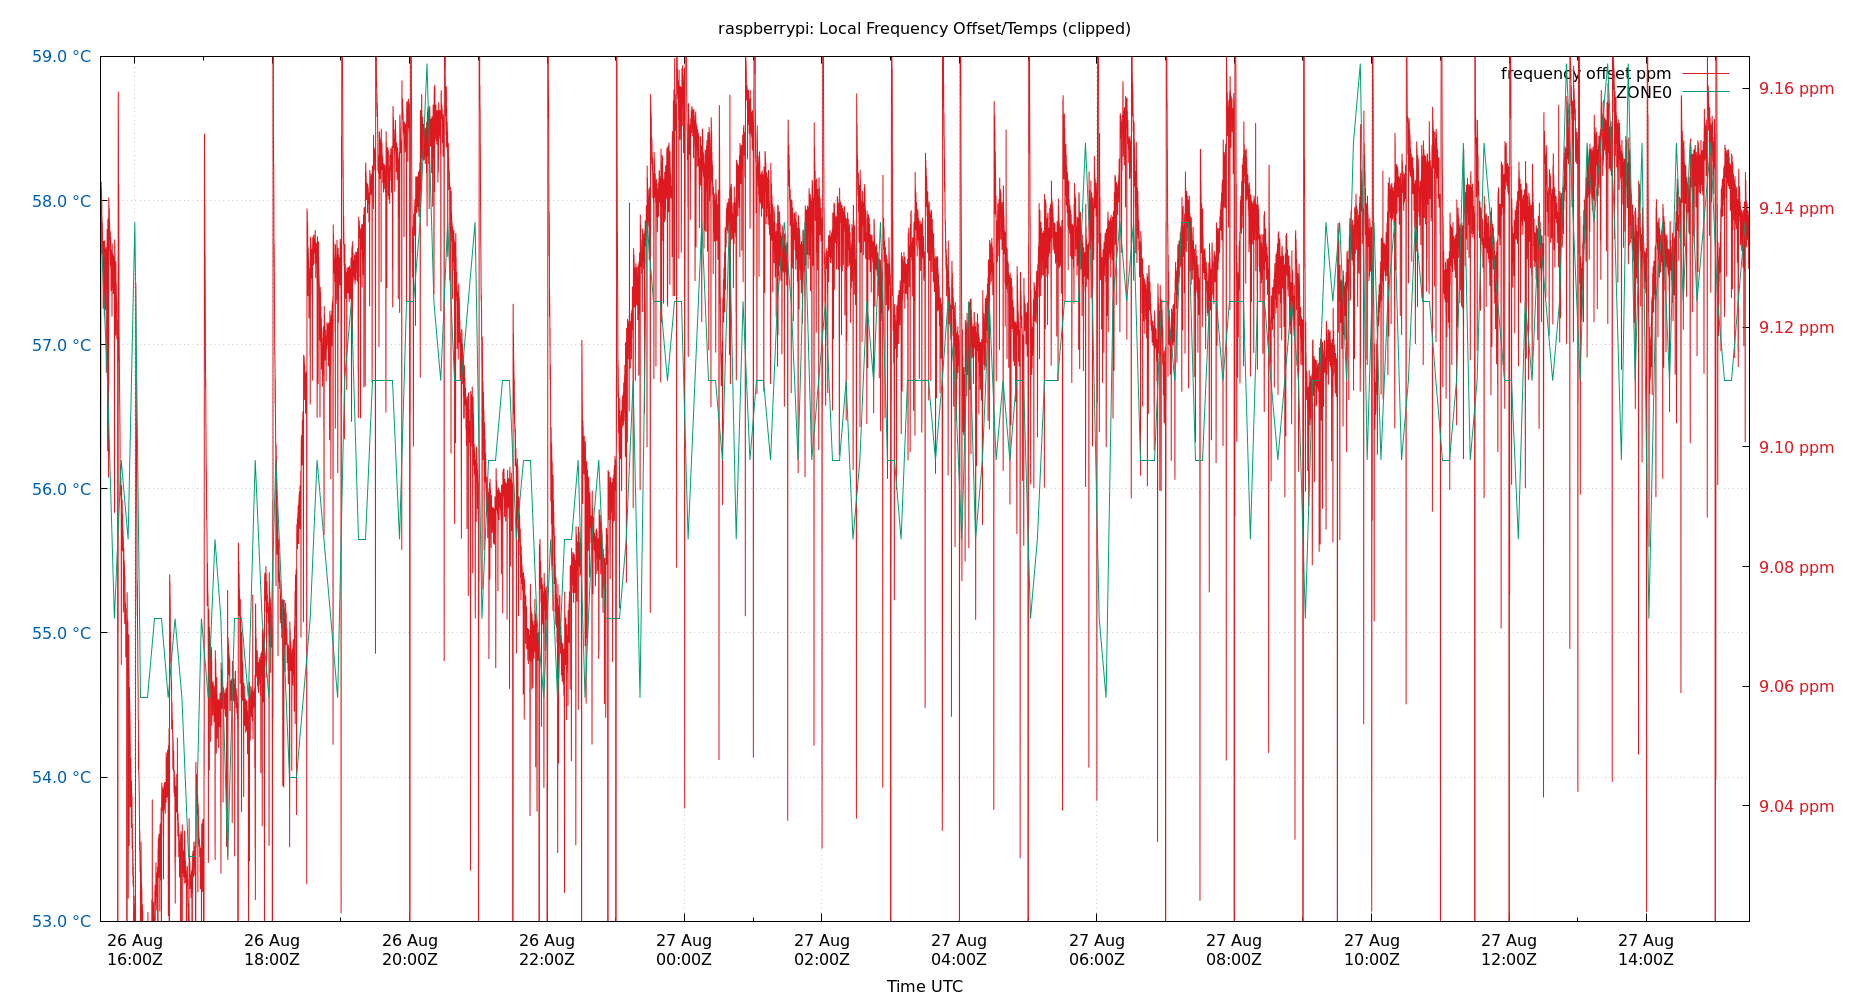 raspberrypi: Local Frequency Offset/Temps (clipped)
59.0 °C
58.0 °C
57.0 °C
56.0 °C
55.0 °C
54.0 °C
53.0 °C
frequency offset ppm
ZONE0
9.16 ppm
9.14 ppm
9.12 ppm
9.10 ppm
9.08 ppm
9.06 ppm
9.04 ppm
26 Aug 26 Aug 26 Aug 26 Aug 27 Aug 27 Aug 27 Aug 27 Aug 27 Aug 27 Aug 27 Aug 27 Aug
16:00Z 18:00Z 20:00Z 22:00Z 00:00Z 02:00Z 04:00Z 06:00Z 08:00Z 10:00Z 12:00Z 14:00Z
Time UTC